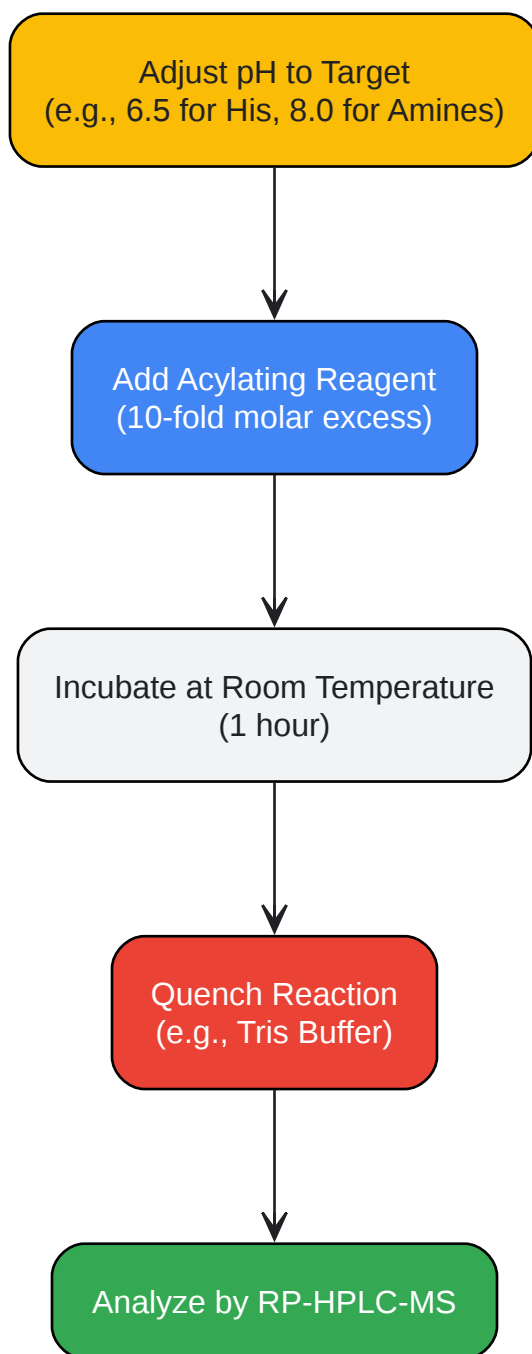 Adjust pH to Target
(e.g., 6.5 for His, 8.0 for Amines)
Add Acylating Reagent
(10-fold molar excess)
Incubate at Room Temperature
(1 hour)
Quench Reaction
(e.g., Tris Buffer)
Analyze by RP-HPLC-MS